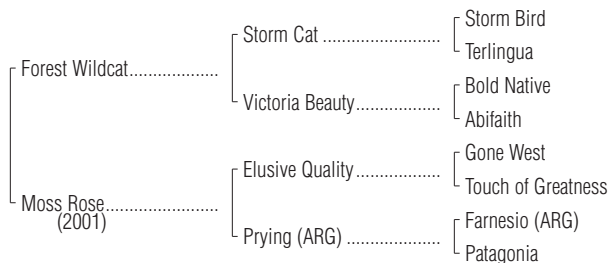 Storm Bird
Storm Cat ..........................
Terlingua
Forest Wildcat...................
Bold Native
Victoria Beauty..................
Abifaith
Gone West
Elusive Quality..................
Touch of Greatness
Moss Rose........................
(2001)
Farnesio (ARG)
Prying (ARG) ....................
Patagonia